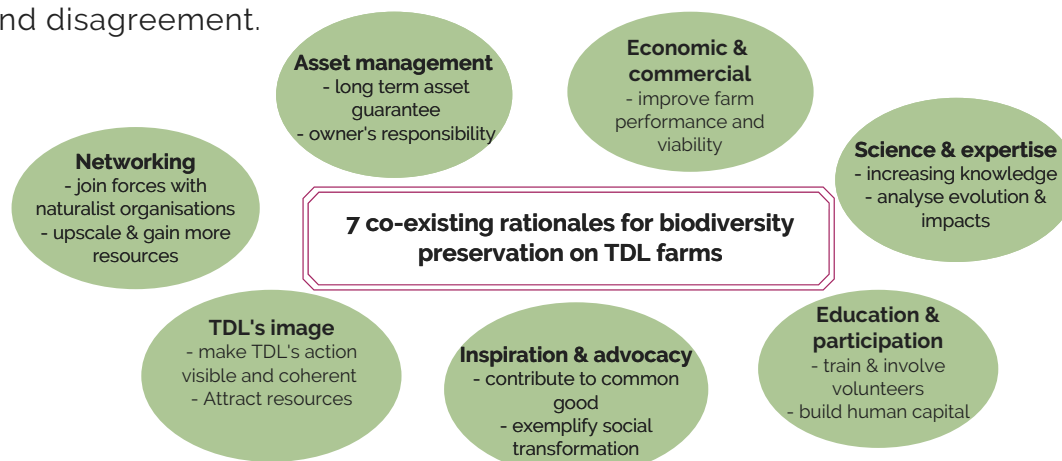 nd disagreement.
Asset management
- long term asset
guarantee
- owner's responsibility
Economic &
commercial
- improve farm
performance and
viability
Networking
- join forces with
naturalist organisations
- upscale & gain more
resources
Science & expertise
- increasing knowledge
- analyse evolution &
impacts
7 co-existing rationales for biodiversity
preservation on TDL farms
TDL's image
- make TDL's action
visible and coherent
- Attract resources
Inspiration & advocacy
- contribute to common
good
- exemplify social
transformation
Education &
participation
- train & involve
volunteers
- build human capital